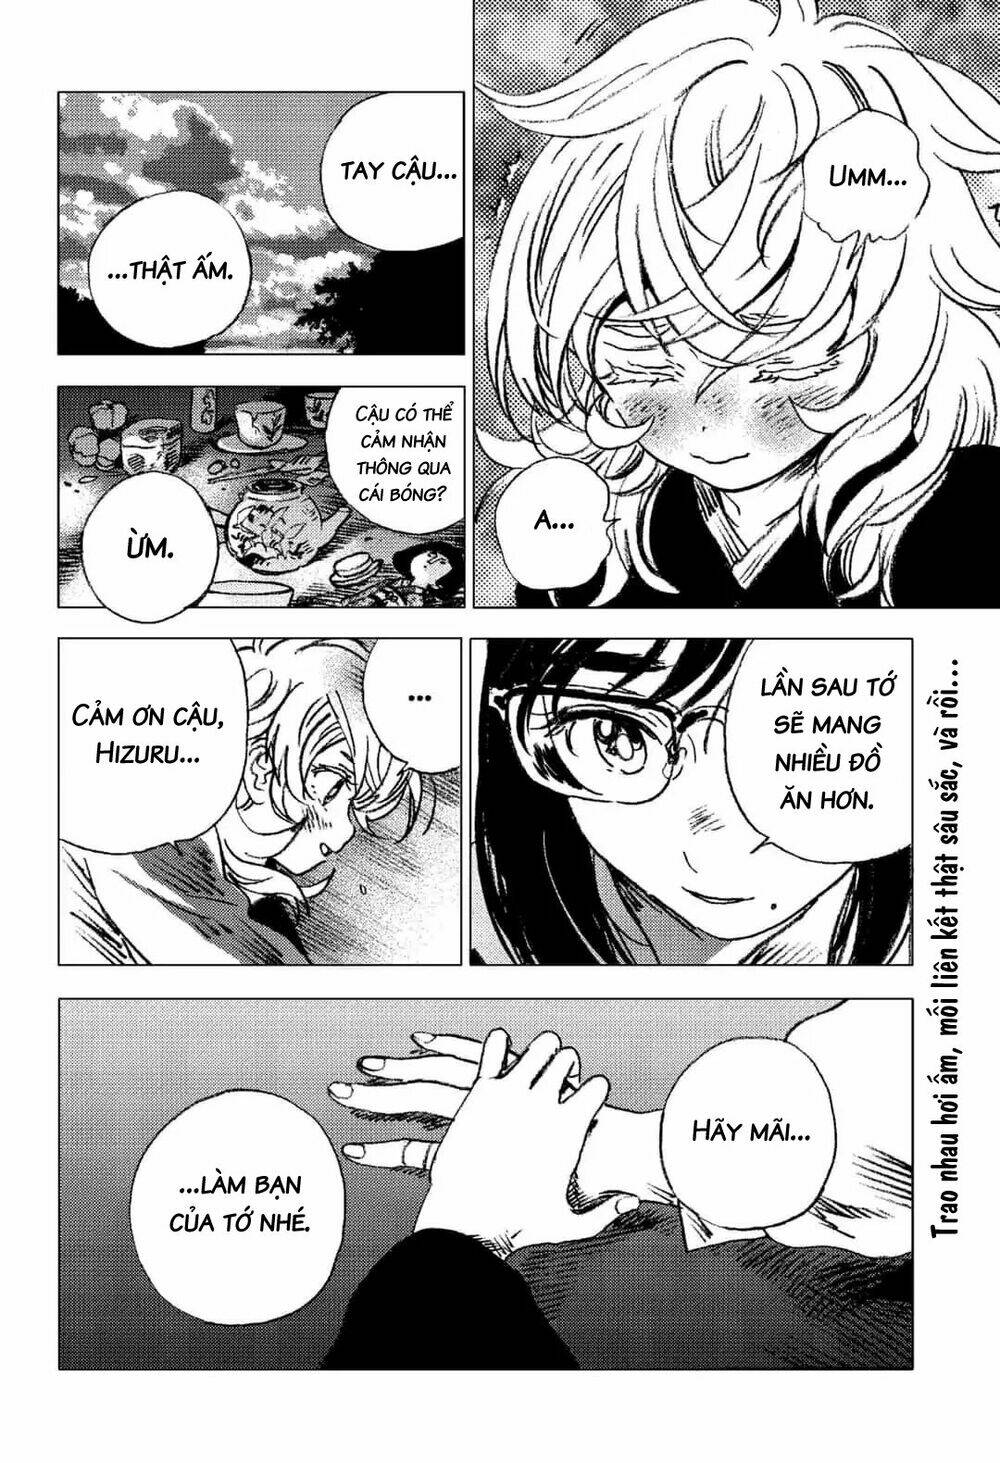 Umm...
A...
TAY CẬU...
...THẬT ẤM.
CẬU CÓ THỂ
CẢM NHẬN
THÔNG QUA
CÁI BÓNG?
ỪM.
LẦN SAU TỚ
SẼ MANG
NHIỀU ĐỒ
ĂN HƠN.
...
CẢM ƠN CẬU,
HIZURU...
HÃY MÃI...
...LÀM BẠN
CỦA TỚ NHÉ.
Trao nhau hơi ấm, mối liên kết thật sâu sắc, và rồi...